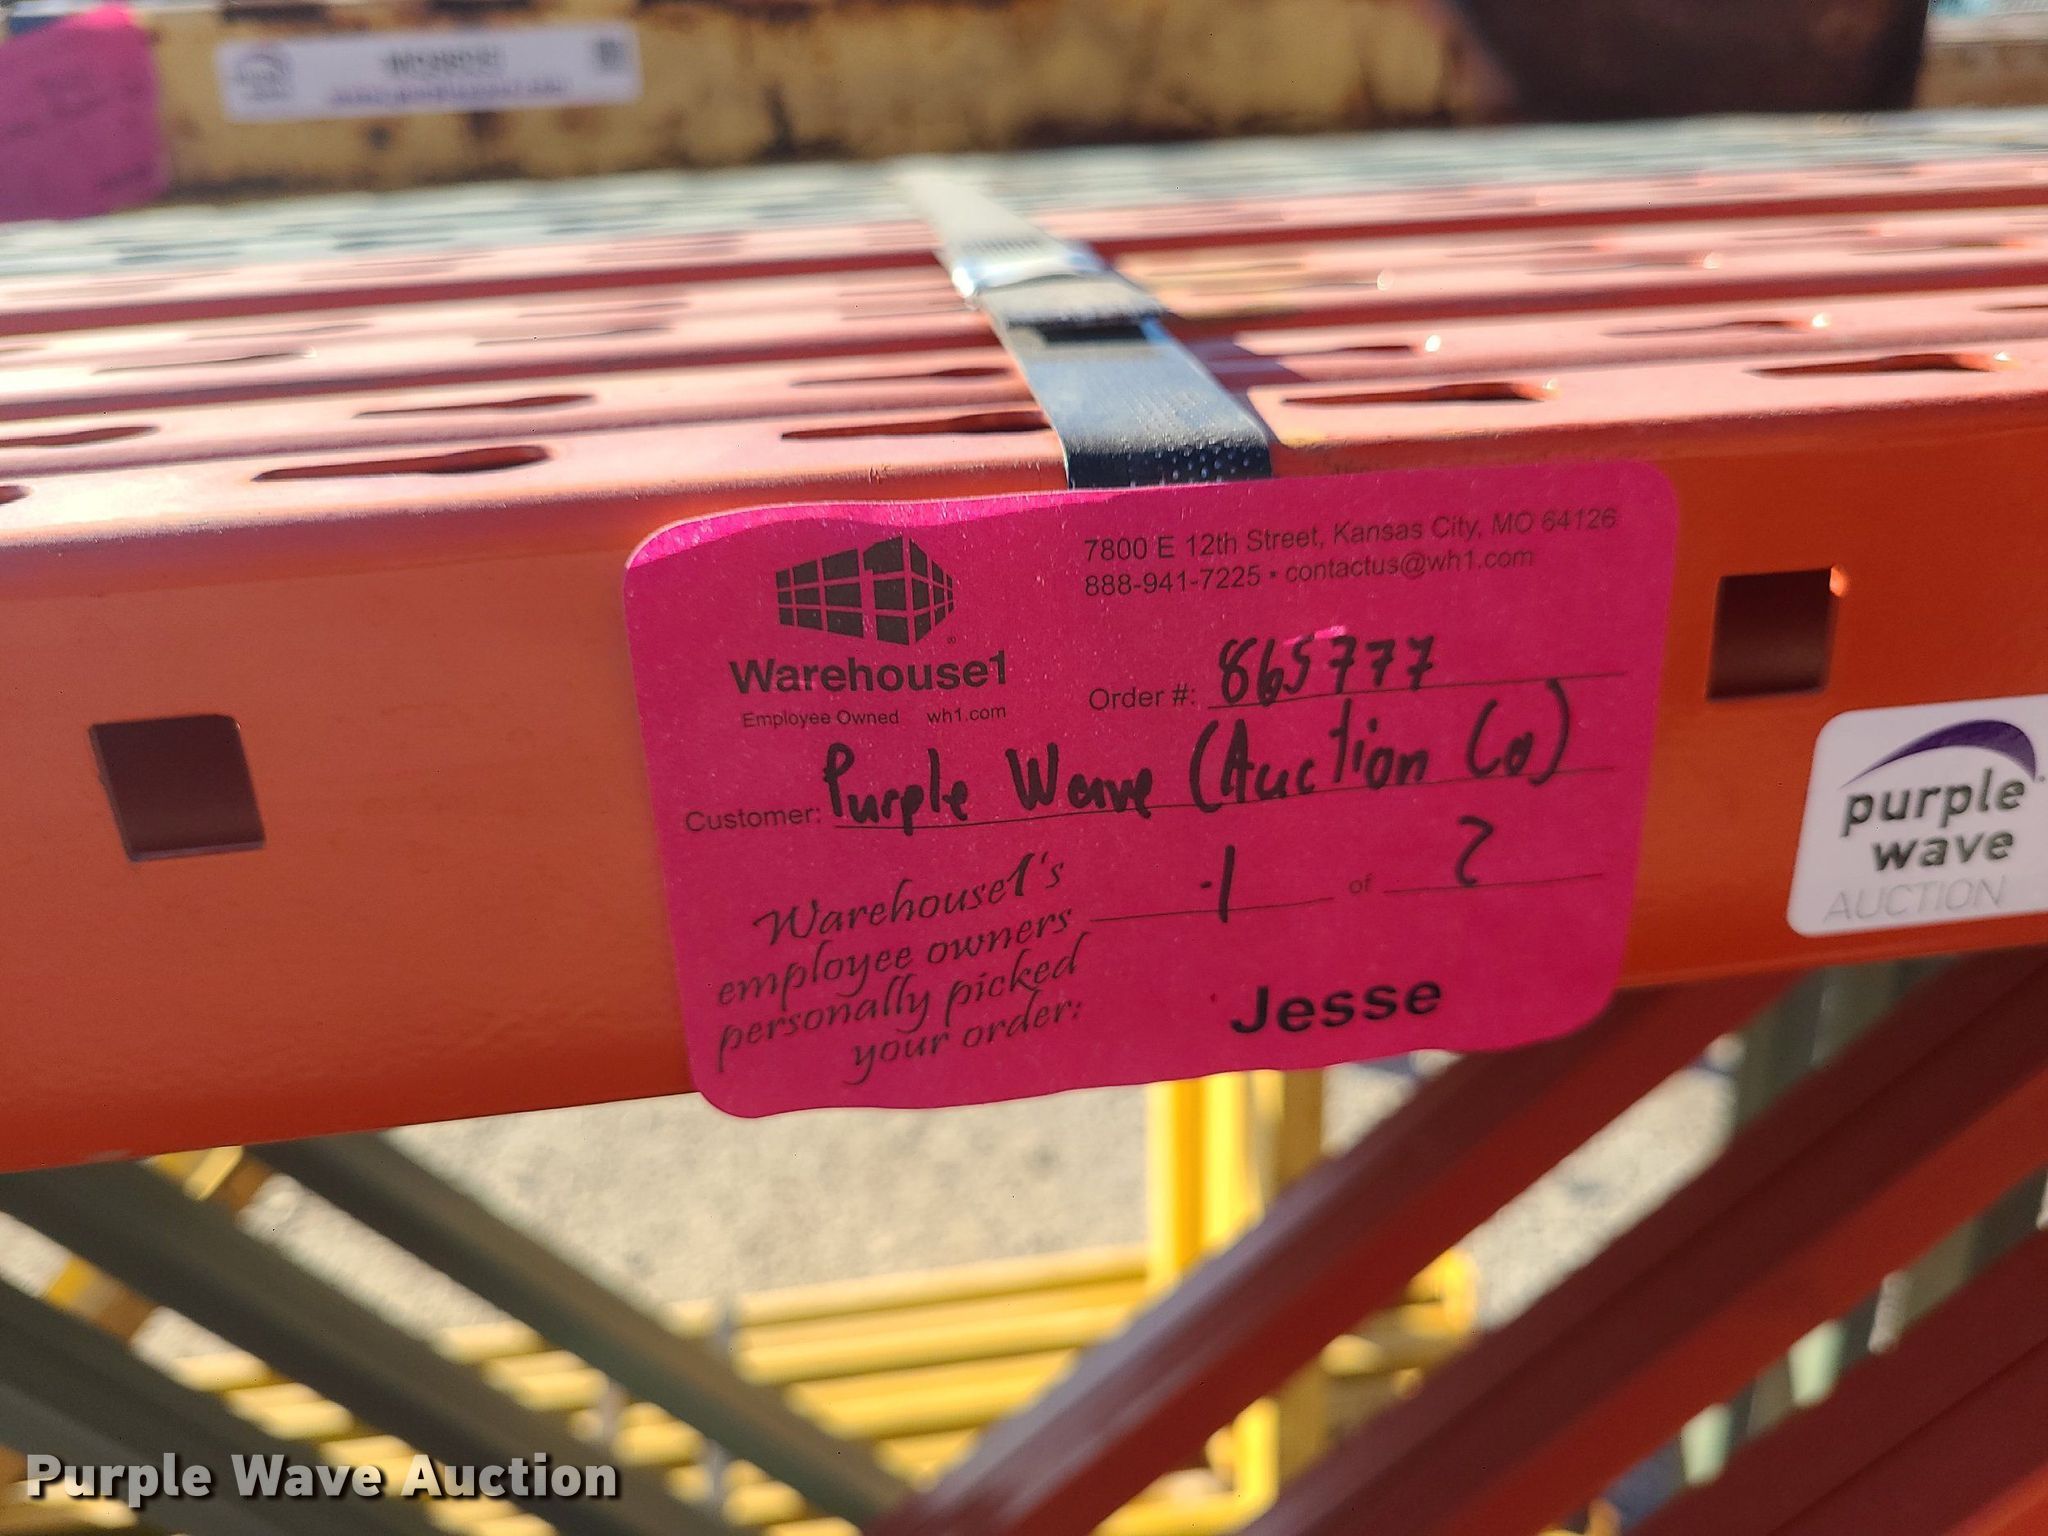 7800 E 12th Street, Kansas City, MO 64126
888-941-7225 • contactus@wh1.com
Warehouse1®
Employee Owned wh1.com
Order #: 865777
Customer: Purple Wave (Auction Co)
1 of 2
Warehouse1's
employee owners
personally picked
your order:
Jesse
purple
wave
AUCTION
Purple Wave Auction